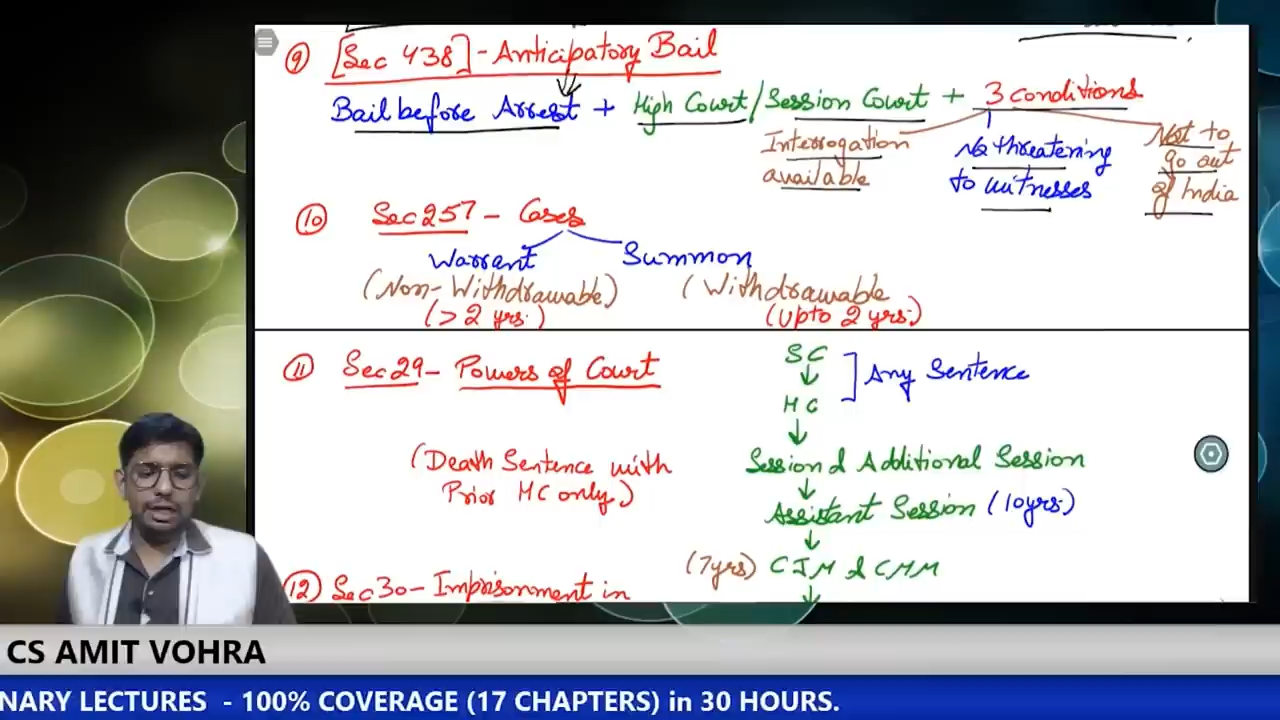 ⑨ [Sec 438] - Anticipatory Bail
Bail before Arrest + High Court / Session Court + 3 conditions
Interrogation available
No threatening to witnesses
Not to go out of India
⑩ Sec 257 - Cases
Warrant
(Non-Withdrawable)
(> 2 yrs.)
Summon
(Withdrawable
(Upto 2 yrs.)
⑪ Sec 29 - Powers of Court
SC
HC
] Any Sentence
(Death Sentence with
Prior HC only)
Session & Additional Session
Assistant Session (10yrs.)
(7yrs) CJM & CMM
⑫ Sec 30 - Imprisonment in
CS AMIT VOHRA
NARY LECTURES - 100% COVERAGE (17 CHAPTERS) in 30 HOURS.